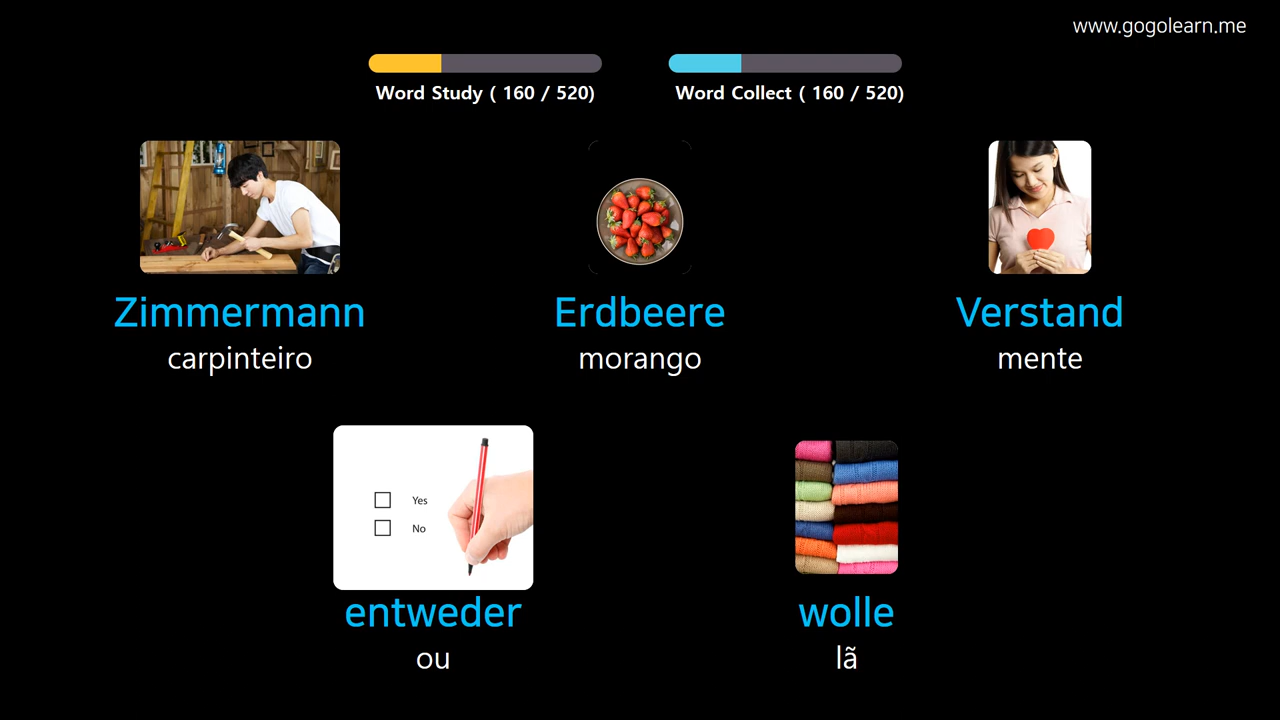 www.gogolearn.me
Word Study ( 160 / 520)
Word Collect ( 160 / 520)
Zimmermann
carpinteiro
Erdbeere
morango
Verstand
mente
Yes
No
entweder
ou
wolle
lã